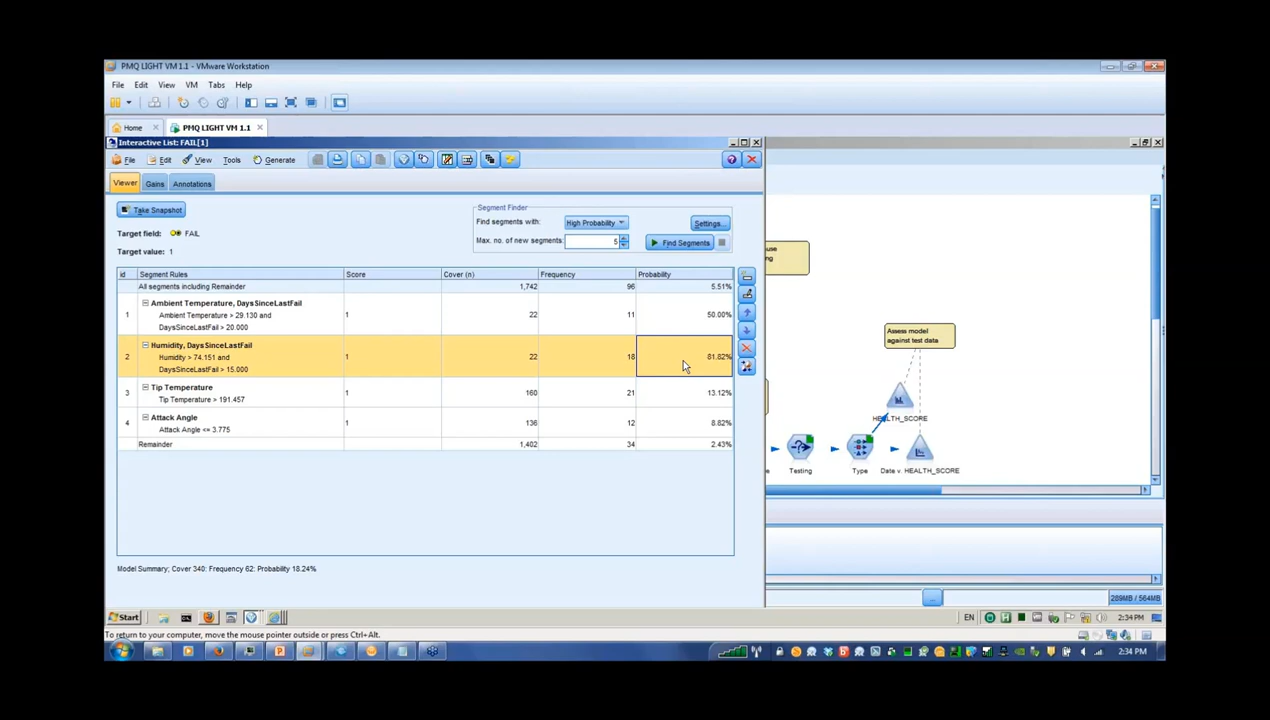 PMQ LIGHT VM 1.1 - VMware Workstation
File Edit View VM Tabs Help
Home PMQ LIGHT VM 1.1
Interactive List: FAIL[1]
File Edit View Tools Generate
Viewer Gains Annotations
Take Snapshot
Segment Finder
Find segments with: High Probability Settings...
Max. no. of new segments: 5 Find Segments
Target field: FAIL
Target value: 1
id Segment Rules Score Cover (n) Frequency Probability
All segments including Remainder 1,742 96 5.51%
Ambient Temperature, DaysSinceLastFail
1 Ambient Temperature > 29.130 and 1 22 11 50.00%
DaysSinceLastFail > 20.000
Humidity, DaysSinceLastFail
2 Humidity > 74.151 and 1 22 18 81.82%
DaysSinceLastFail > 15.000
Tip Temperature
3 Tip Temperature > 191.457 1 160 21 13.12%
Attack Angle
4 Attack Angle <= 3.775 1 136 12 8.82%
Remainder 1,402 34 2.43%
Model Summary; Cover 340: Frequency 62: Probability 18.24%
Assess model
against test data
HEALTH_SCORE
Testing Type Date v. HEALTH_SCORE
289MB / 564MB
Start EN 2:34 PM
To return to your computer, move the mouse pointer outside or press Ctrl+Alt.
2:34 PM